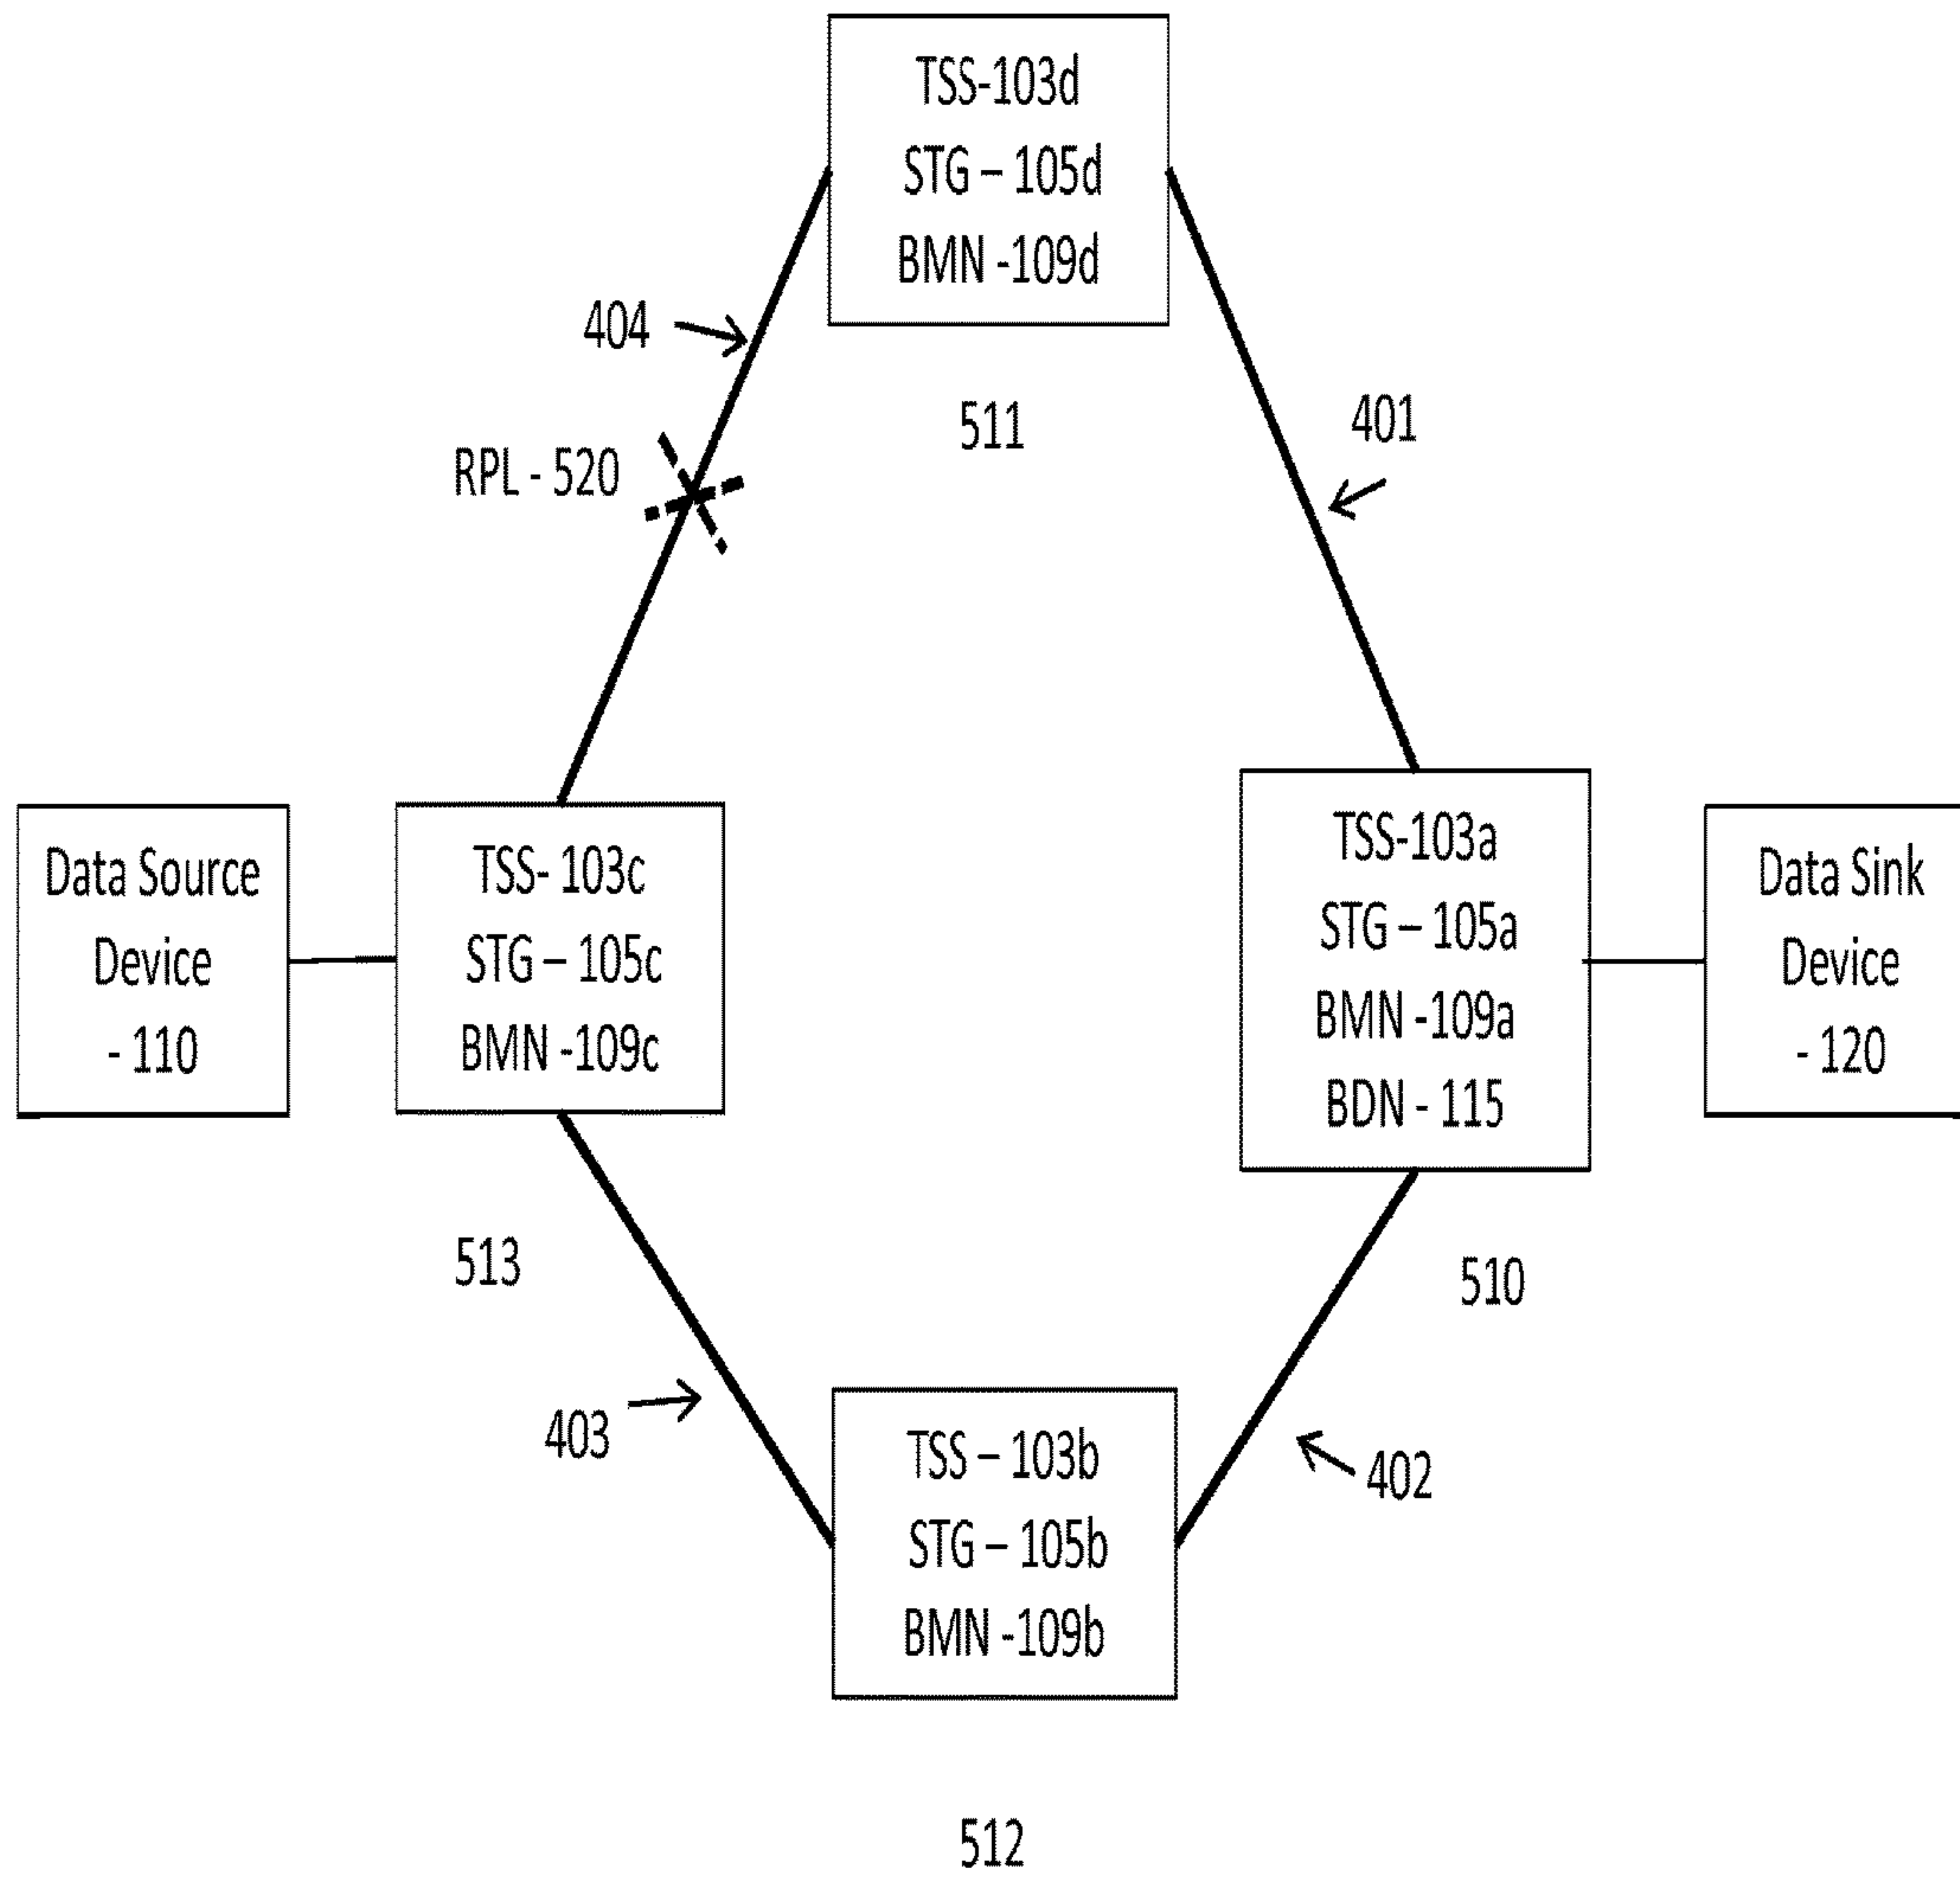 TSS-103d
STG – 105d
BMN -109d
404
511
401
RPL - 520
Data Source
Device
- 110
TSS- 103c
STG – 105c
BMN -109c
TSS-103a
STG – 105a
BMN -109a
BDN - 115
Data Sink
Device
- 120
513
510
403
TSS – 103b
STG – 105b
BMN -109b
402
512